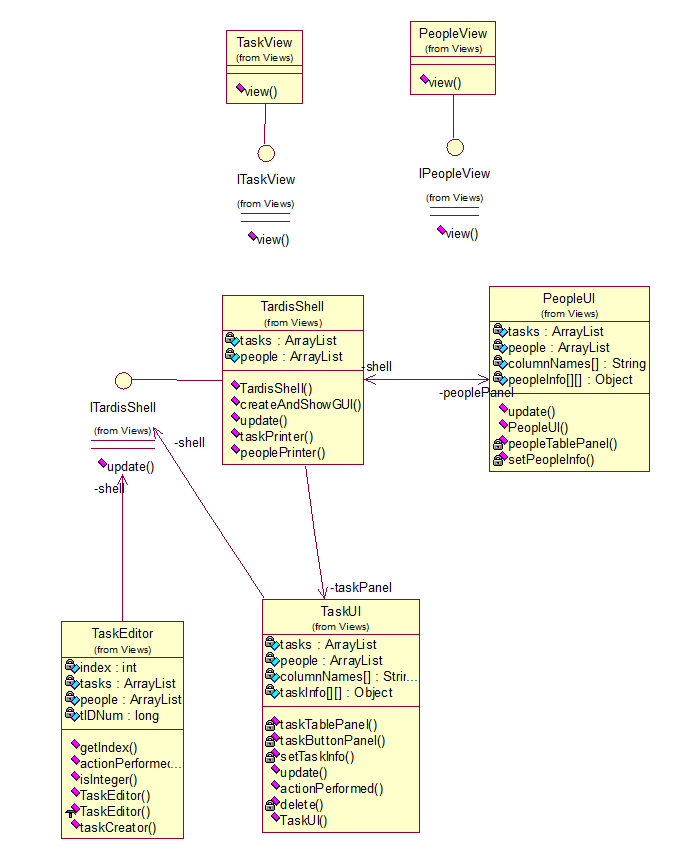 TaskView
(from Views)
view()
PeopleView
(from Views)
view()
ITaskView
(from Views)
view()
IPeopleView
(from Views)
view()
TardisShell
(from Views)
tasks : ArrayList
people : ArrayList
TardisShell()
createAndShowGUI()
update()
taskPrinter()
peoplePrinter()
-shell
-peoplePanel
PeopleUI
(from Views)
tasks : ArrayList
people : ArrayList
columnNames[] : String
peopleInfo[][] : Object
update()
PeopleUI()
peopleTablePanel()
setPeopleInfo()
ITardisShell
(from Views)
update()
-shell
-shell
-taskPanel
TaskEditor
(from Views)
index : int
tasks : ArrayList
people : ArrayList
tIDNum : long
getIndex()
actionPerformed...
isInteger()
TaskEditor()
TaskEditor()
taskCreator()
TaskUI
(from Views)
tasks : ArrayList
people : ArrayList
columnNames[] : Strin...
taskInfo[][] : Object
taskTablePanel()
taskButtonPanel()
setTaskInfo()
update()
actionPerformed()
delete()
TaskUI()